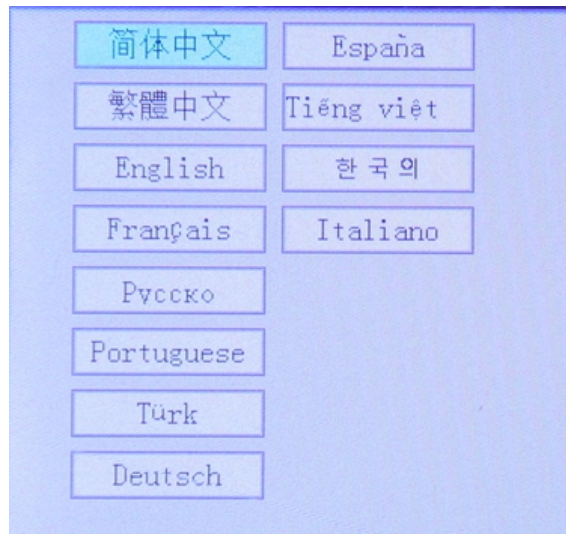 简体中文
繁體中文
English
Français
Русско
Portuguese
Türk
Deutsch
España
Tiếng việt
한국의
Italiano